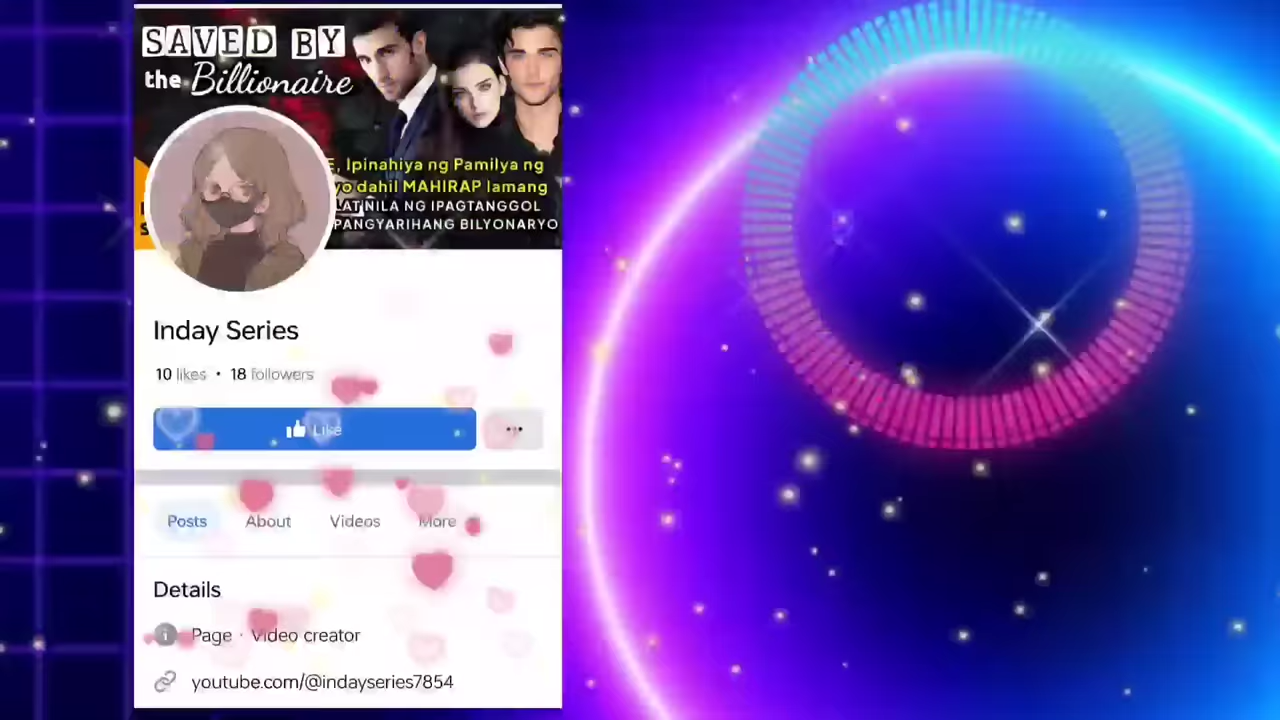 SAVED BY
the Billionaire
E, Ipinahiya ng Pamilya ng
yo dahil MAHIRAP lamang
NILA NG IPAGTANGGOL
PANGYARIHANG BILYONARYO
Inday Series
10 likes • 18 followers
Like
Posts About Videos More
Details
Page · Video creator
youtube.com/@indayseries7854